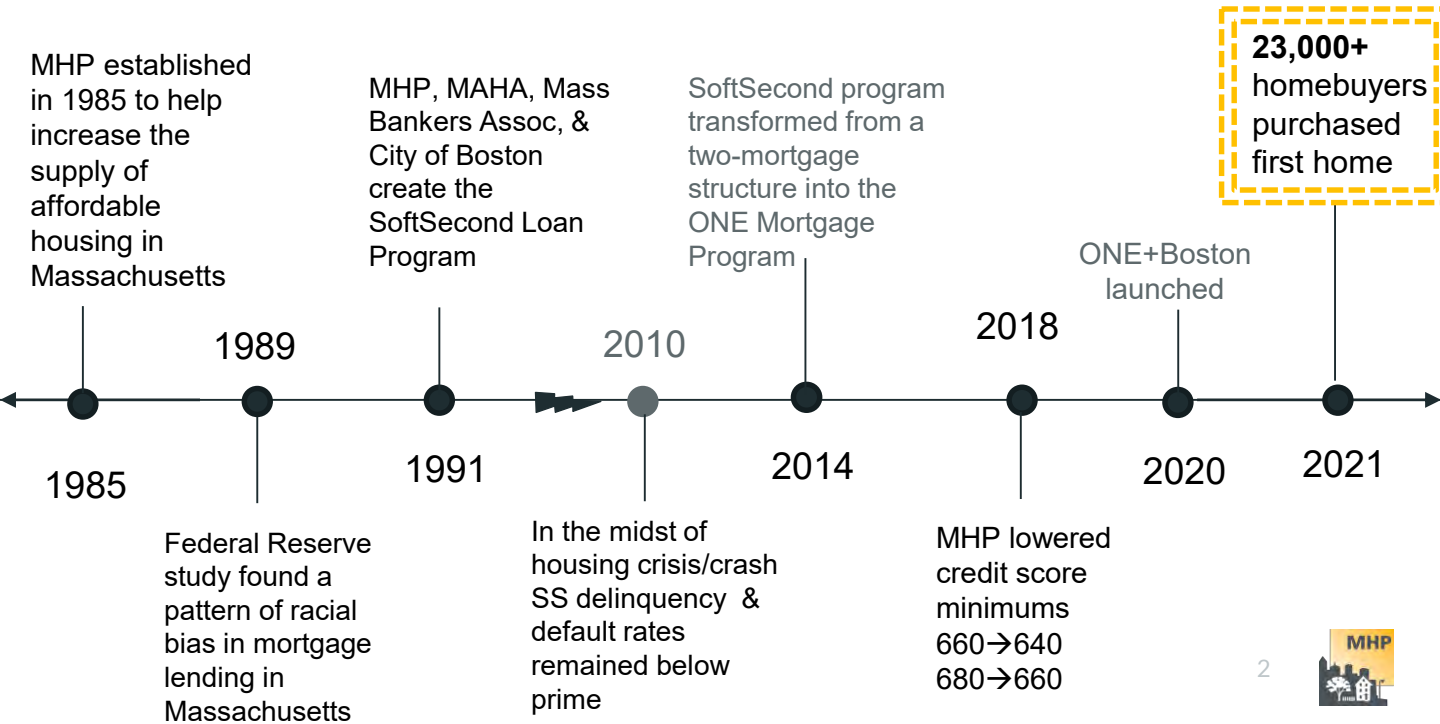 MHP established
in 1985 to help
increase the
supply of
affordable
housing in
Massachusetts
1985
1989
Federal Reserve
study found a
pattern of racial
bias in mortgage
lending in
Massachusetts
MHP, MAHA, Mass
Bankers Assoc, &
City of Boston
create the
SoftSecond Loan
Program
1991
2010
In the midst of
housing crisis/crash
SS delinquency  &
default rates
remained below
prime
SoftSecond program
transformed from a
two-mortgage
structure into the
ONE Mortgage
Program
2014
2018
MHP lowered
credit score
minimums
660→640
680→660
ONE+Boston
launched
2020
23,000+
homebuyers
purchased
first home
2021
2
MHP